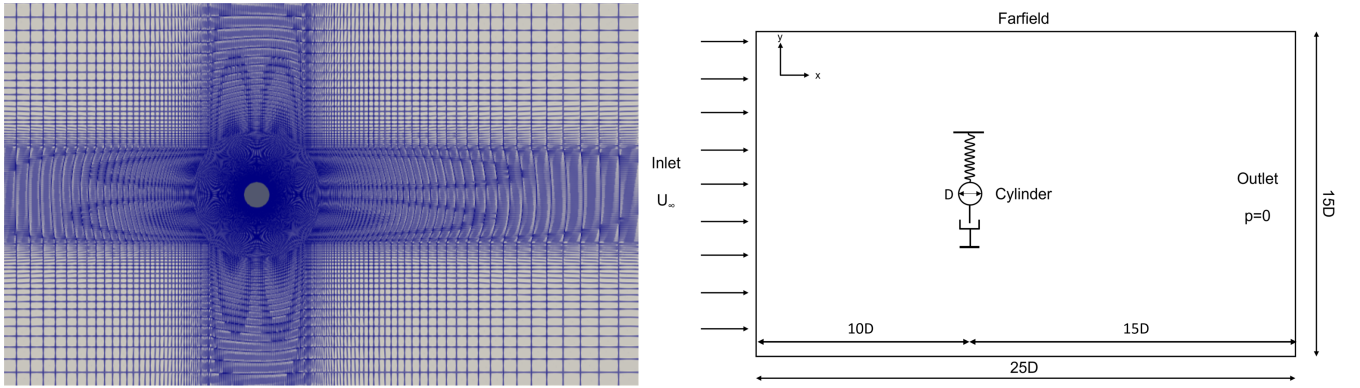 Farfield
y
x
Inlet
U∞
D
Cylinder
Outlet
p=0
15D
10D
15D
25D